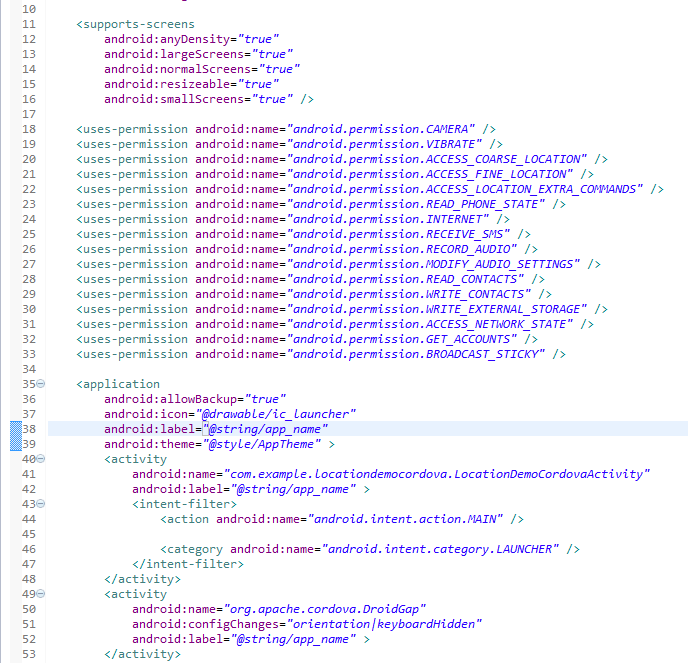 10
11 <supports-screens
12 android:anyDensity="true"
13 android:largeScreens="true"
14 android:normalScreens="true"
15 android:resizeable="true"
16 android:smallScreens="true" />
17
18 <uses-permission android:name="android.permission.CAMERA" />
19 <uses-permission android:name="android.permission.VIBRATE" />
20 <uses-permission android:name="android.permission.ACCESS_COARSE_LOCATION" />
21 <uses-permission android:name="android.permission.ACCESS_FINE_LOCATION" />
22 <uses-permission android:name="android.permission.ACCESS_LOCATION_EXTRA_COMMANDS" />
23 <uses-permission android:name="android.permission.READ_PHONE_STATE" />
24 <uses-permission android:name="android.permission.INTERNET" />
25 <uses-permission android:name="android.permission.RECEIVE_SMS" />
26 <uses-permission android:name="android.permission.RECORD_AUDIO" />
27 <uses-permission android:name="android.permission.MODIFY_AUDIO_SETTINGS" />
28 <uses-permission android:name="android.permission.READ_CONTACTS" />
29 <uses-permission android:name="android.permission.WRITE_CONTACTS" />
30 <uses-permission android:name="android.permission.WRITE_EXTERNAL_STORAGE" />
31 <uses-permission android:name="android.permission.ACCESS_NETWORK_STATE" />
32 <uses-permission android:name="android.permission.GET_ACCOUNTS" />
33 <uses-permission android:name="android.permission.BROADCAST_STICKY" />
34
35 <application
36 android:allowBackup="true"
37 android:icon="@drawable/ic_launcher"
38 android:label="@string/app_name"
39 android:theme="@style/AppTheme" >
40 <activity
41 android:name="com.example.locationdemocordova.LocationDemoCordovaActivity"
42 android:label="@string/app_name" >
43 <intent-filter>
44 <action android:name="android.intent.action.MAIN" />
45
46 <category android:name="android.intent.category.LAUNCHER" />
47 </intent-filter>
48 </activity>
49 <activity
50 android:name="org.apache.cordova.DroidGap"
51 android:configChanges="orientation|keyboardHidden"
52 android:label="@string/app_name" >
53 </activity>